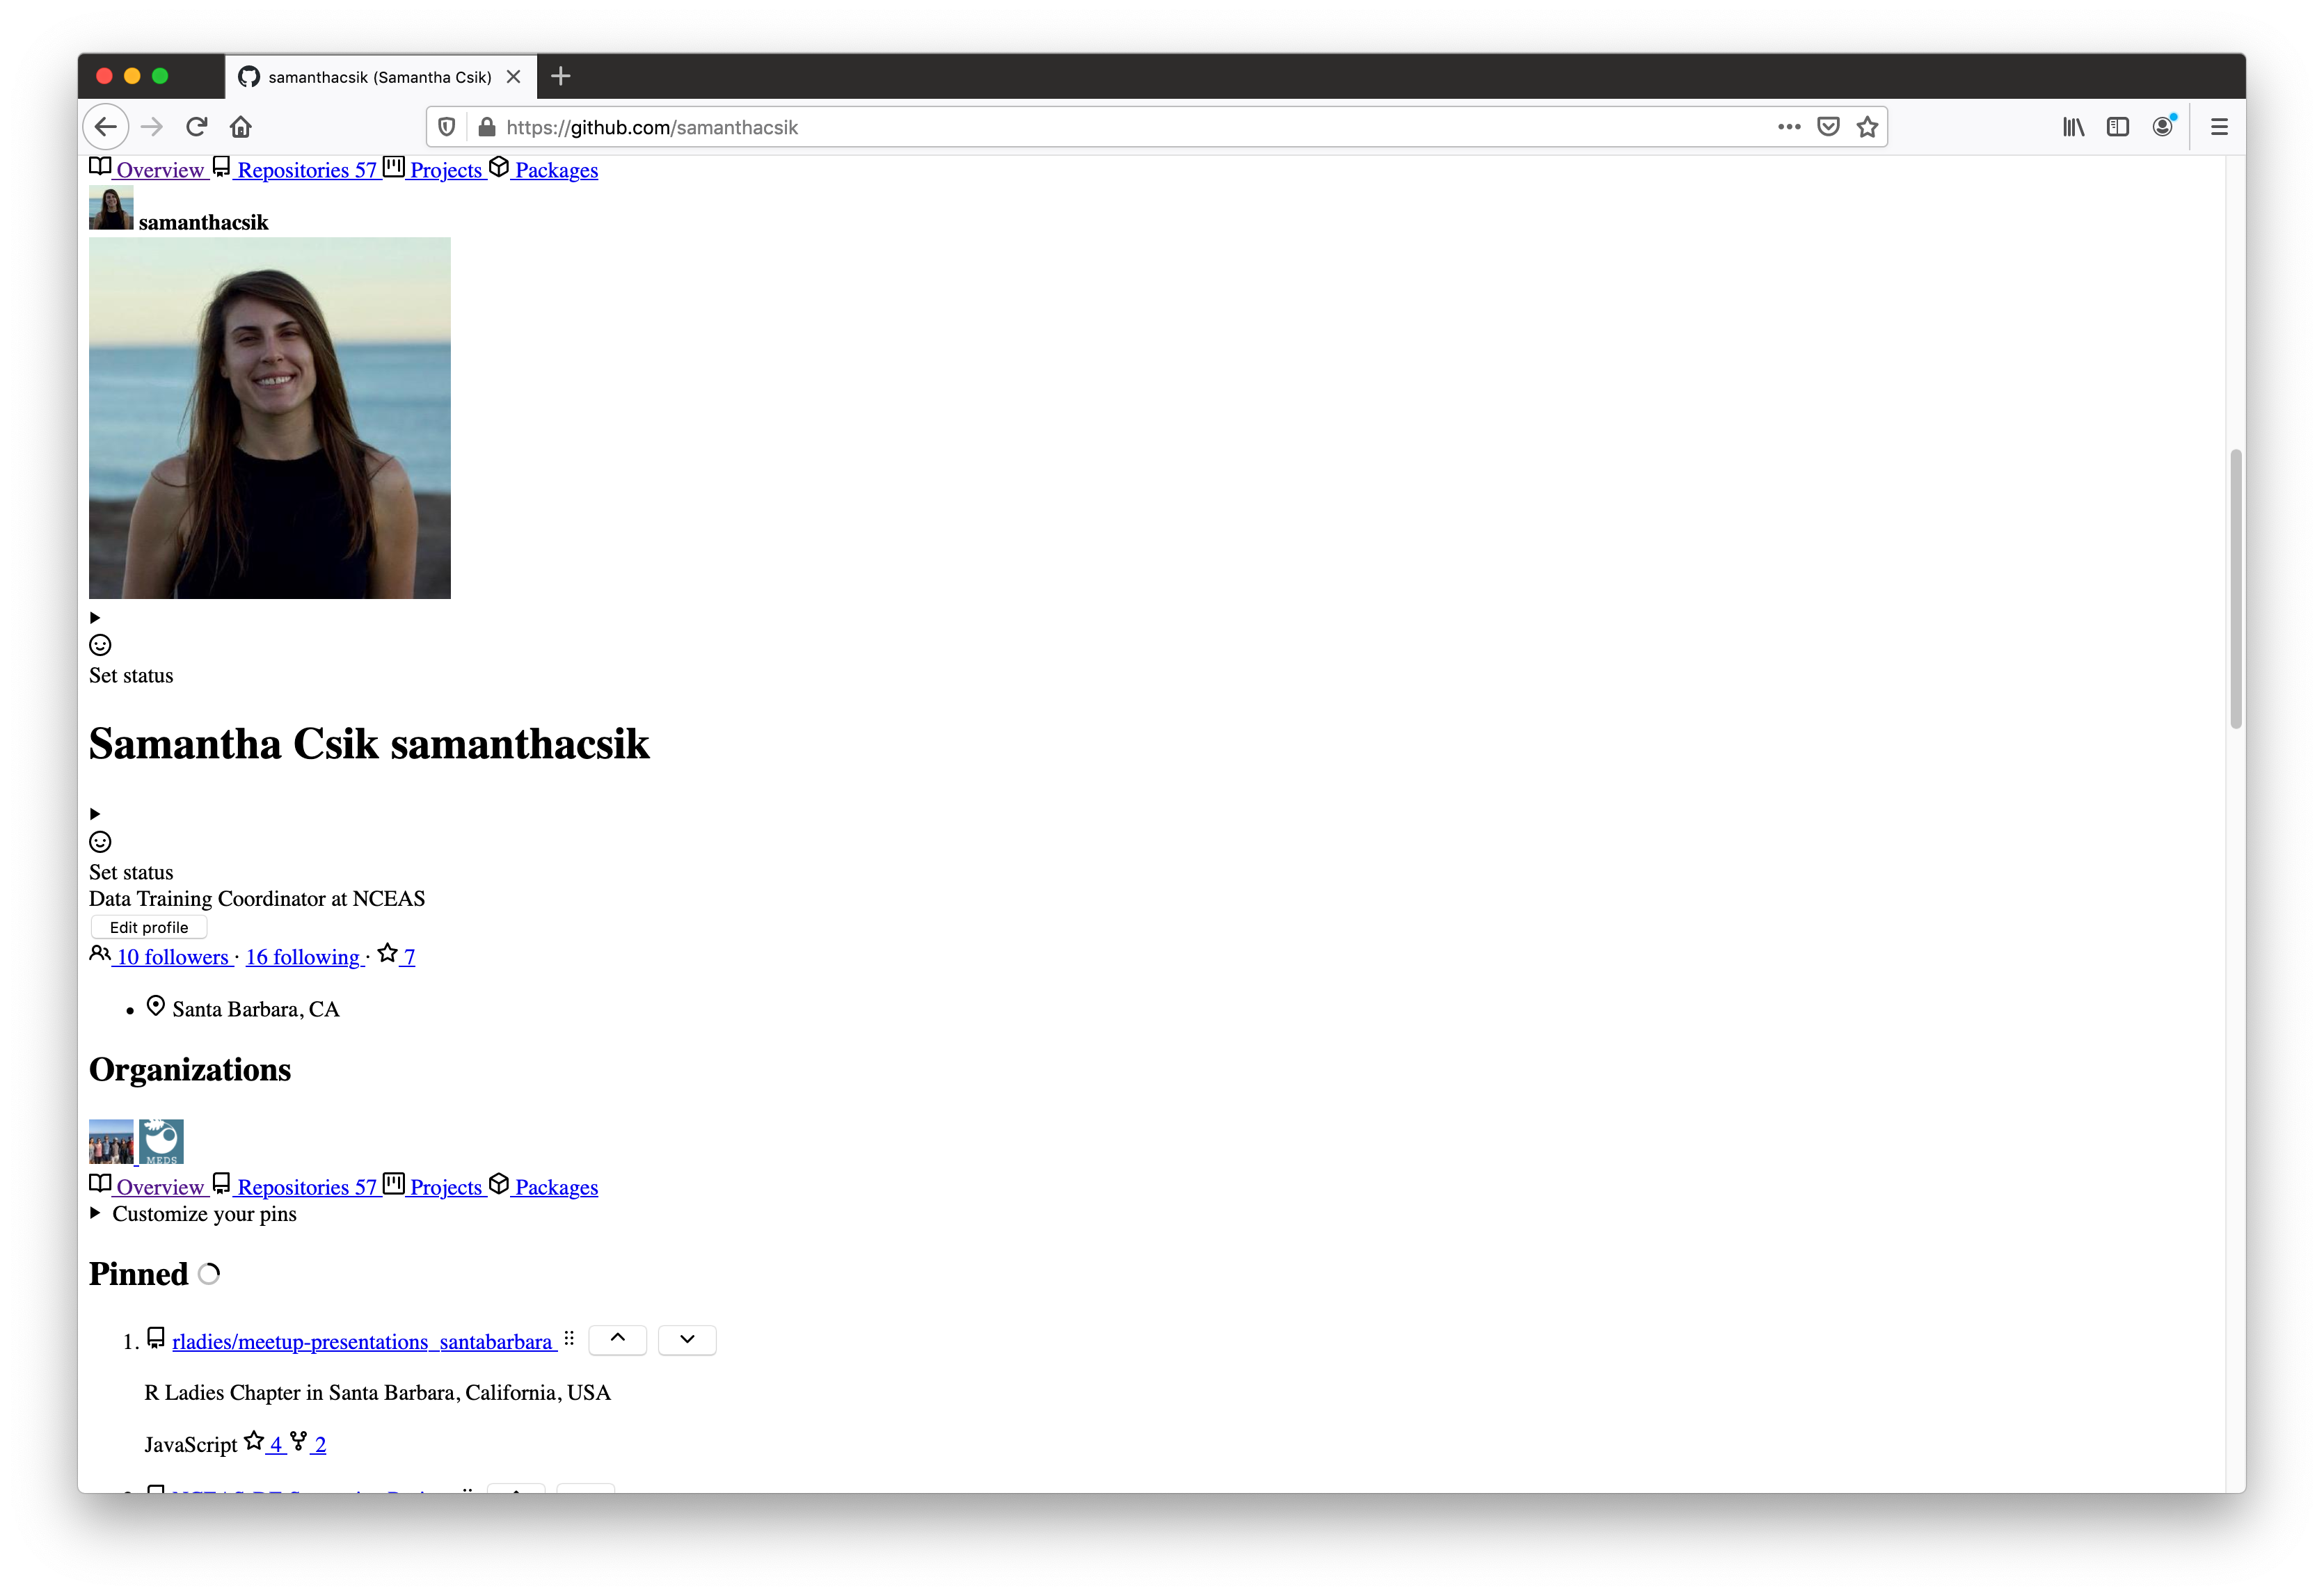 samanthacsik (Samantha Csik)
https://github.com/samanthacsik
Overview Repositories 57 Projects Packages
samanthacsik
Set status
Samantha Csik samanthacsik
Set status
Data Training Coordinator at NCEAS
Edit profile
10 followers · 16 following · 7
• Santa Barbara, CA
Organizations
MEDS
Overview Repositories 57 Projects Packages
Customize your pins
Pinned
1. rladies/meetup-presentations_santabarbara
R Ladies Chapter in Santa Barbara, California, USA
JavaScript 4 2